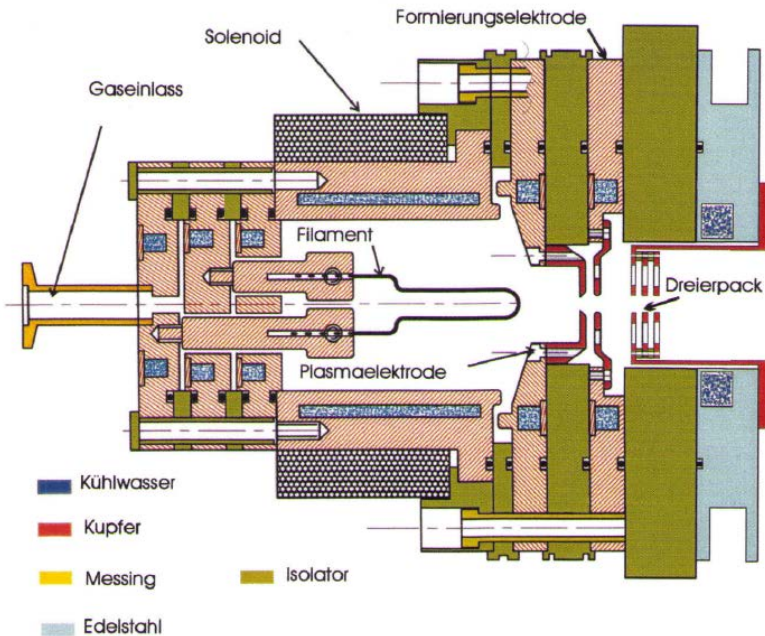 Formierungselektrode
Solenoid
Gaseinlass
Filament
Dreierpack
Plasmaelektrode
Kühlwasser
Kupfer
Messing
Isolator
Edelstahl